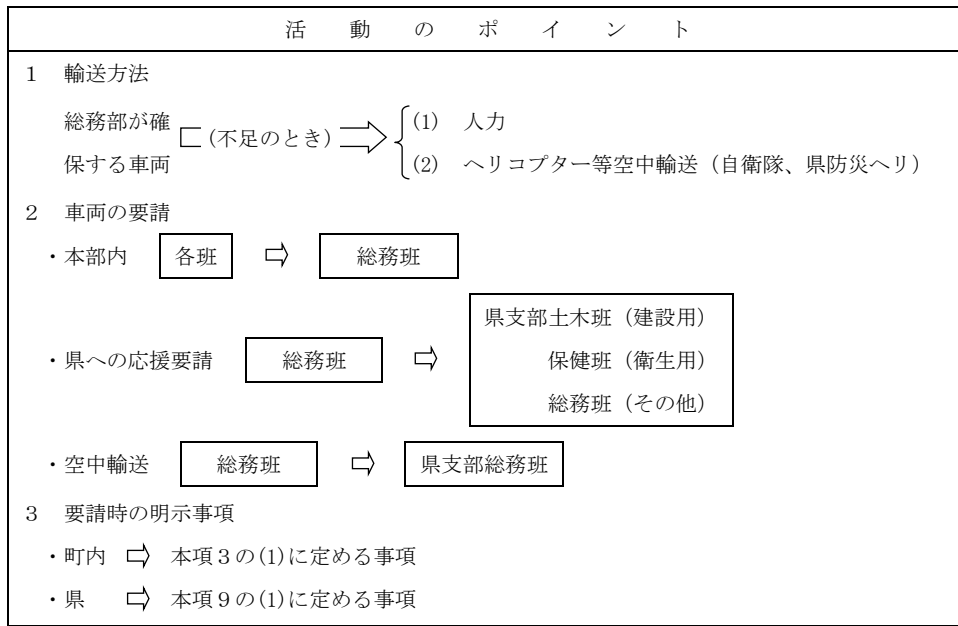 活動のポイント
１　輸送方法
総務部が確保する車両
(不足のとき)
(1)　人力
(2)　ヘリコプター等空中輸送（自衛隊、県防災ヘリ）
２　車両の要請
・本部内　各班　⇨　総務班
・県への応援要請　総務班　⇨
県支部土木班（建設用）
保健班（衛生用）
総務班（その他）
・空中輸送　総務班　⇨　県支部総務班
３　要請時の明示事項
・町内　⇨　本項３の(1)に定める事項
・県　⇨　本項９の(1)に定める事項